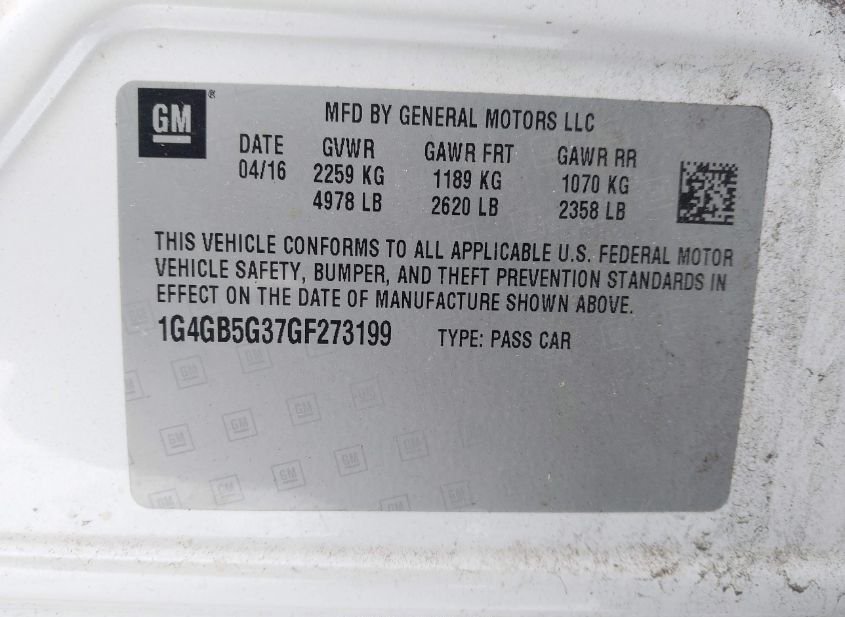 GM®
MFD BY GENERAL MOTORS LLC
DATE GVWR GAWR FRT GAWR RR
04/16 2259 KG 1189 KG 1070 KG
4978 LB 2620 LB 2358 LB
THIS VEHICLE CONFORMS TO ALL APPLICABLE U.S. FEDERAL MOTOR
VEHICLE SAFETY, BUMPER, AND THEFT PREVENTION STANDARDS IN
EFFECT ON THE DATE OF MANUFACTURE SHOWN ABOVE.
1G4GB5G37GF273199 TYPE: PASS CAR